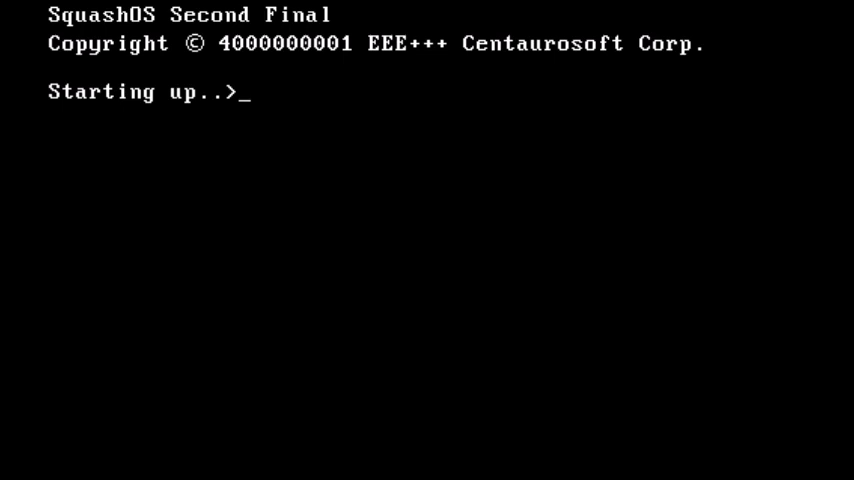 SquashOS Second Final
Copyright © 4000000001 EEE+++ Centaurosoft Corp.
Starting up..>_